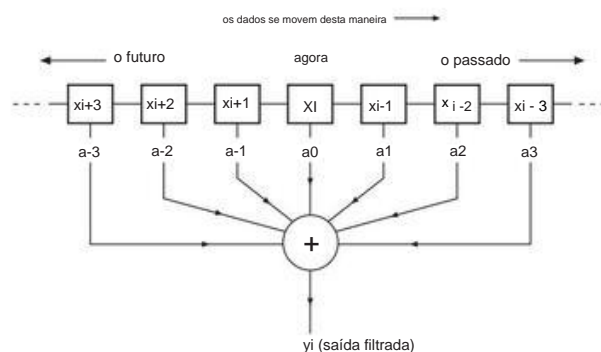 os dados se movem desta maneira
o futuro agora o passado
xi+3 xi+2 xi+1 XI xi-1 x i -2 xi - 3
a-3 a-2 a-1 a0 a1 a2 a3
+
yi (saída filtrada)